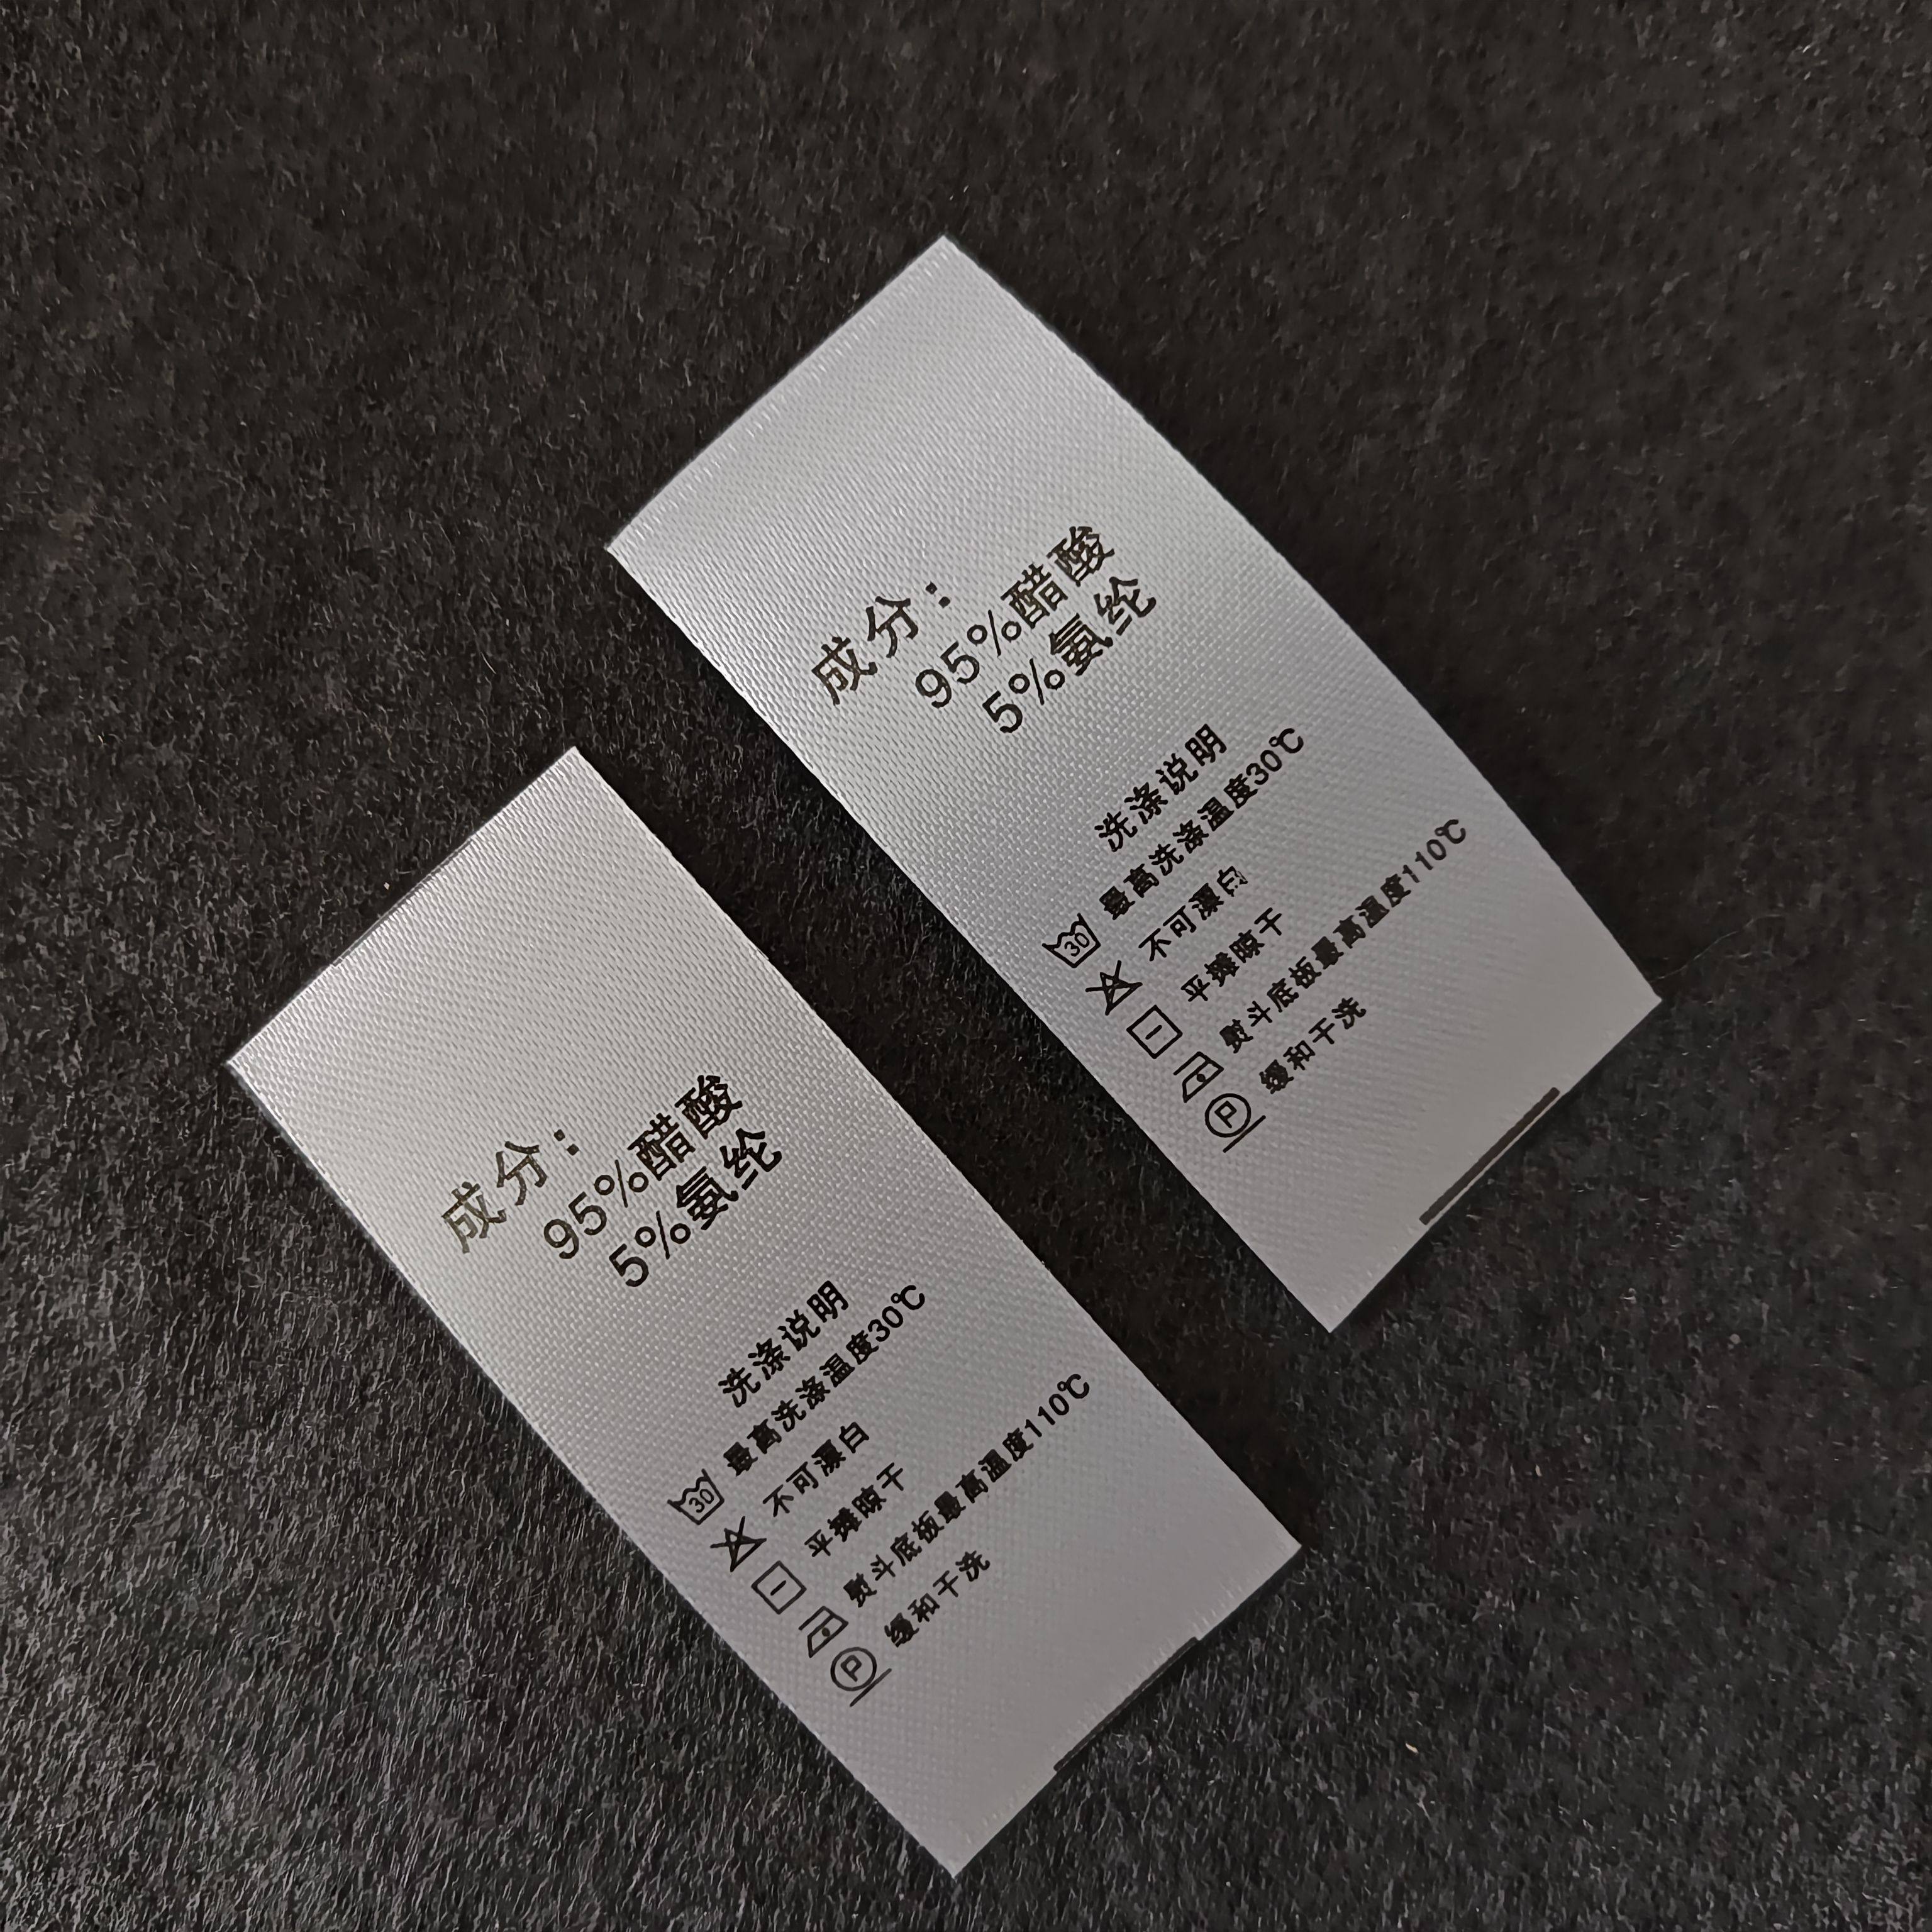 成分：
95%醋酸
5%氨纶
洗涤说明
30 最高洗涤温度30℃
不可漂白
平摊晾干
熨斗底板最高温度110℃
P 缓和干洗
成分：
95%醋酸
5%氨纶
洗涤说明
30 最高洗涤温度30℃
不可漂白
平摊晾干
熨斗底板最高温度110℃
P 缓和干洗